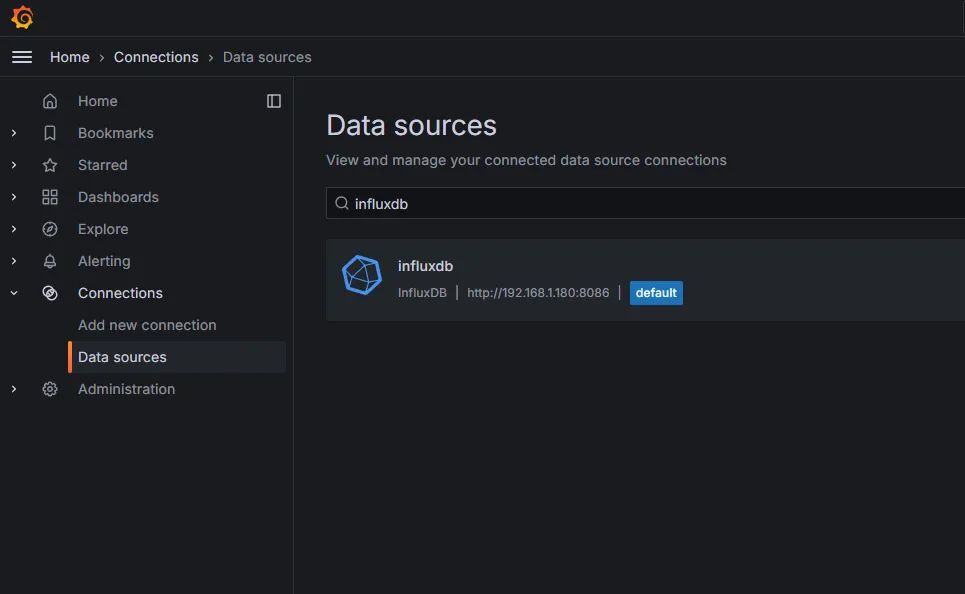 Home › Connections › Data sources
Home
Bookmarks
Starred
Dashboards
Explore
Alerting
Connections
Add new connection
Data sources
Administration
Data sources
View and manage your connected data source connections
influxdb
influxdb
InfluxDB | http://192.168.1.180:8086 | default